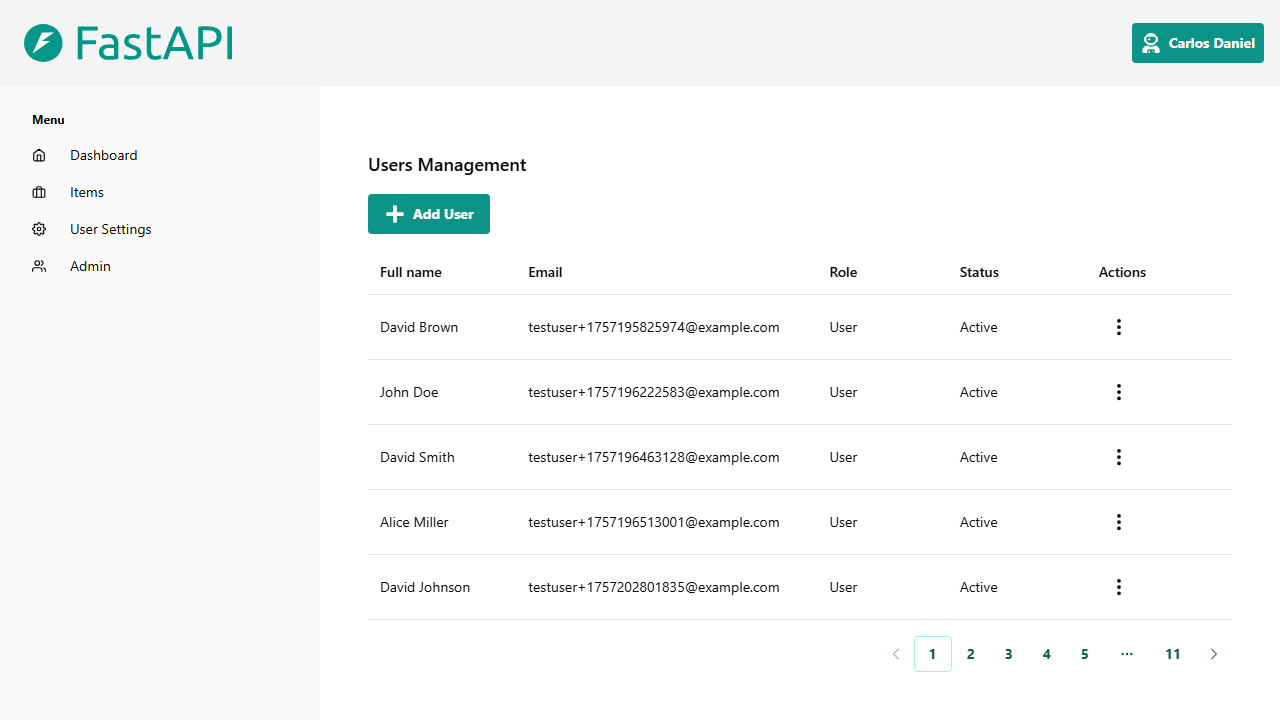 FastAPI
Carlos Daniel
Menu
Dashboard
Items
User Settings
Admin
Users Management
Add User
Full name Email Role Status Actions
David Brown testuser+1757195825974@example.com User Active
John Doe testuser+1757196222583@example.com User Active
David Smith testuser+1757196463128@example.com User Active
Alice Miller testuser+1757196513001@example.com User Active
David Johnson testuser+1757202801835@example.com User Active
1 2 3 4 5 ... 11